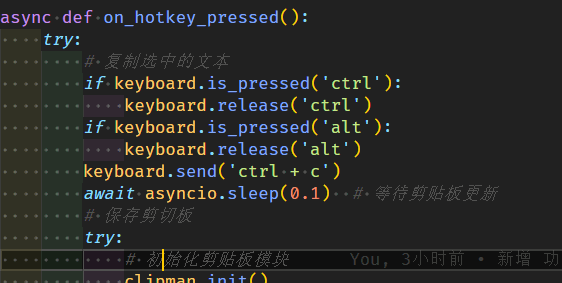 async def on_hotkey_pressed():
try:
# 复制选中的文本
if keyboard.is_pressed('ctrl'):
keyboard.release('ctrl')
if keyboard.is_pressed('alt'):
keyboard.release('alt')
keyboard.send('ctrl + c')
await asyncio.sleep(0.1) # 等待剪贴板更新
# 保存剪切板
try:
# 初始化剪贴板模块 You, 3小时前 • 新增 功
clipman.init()